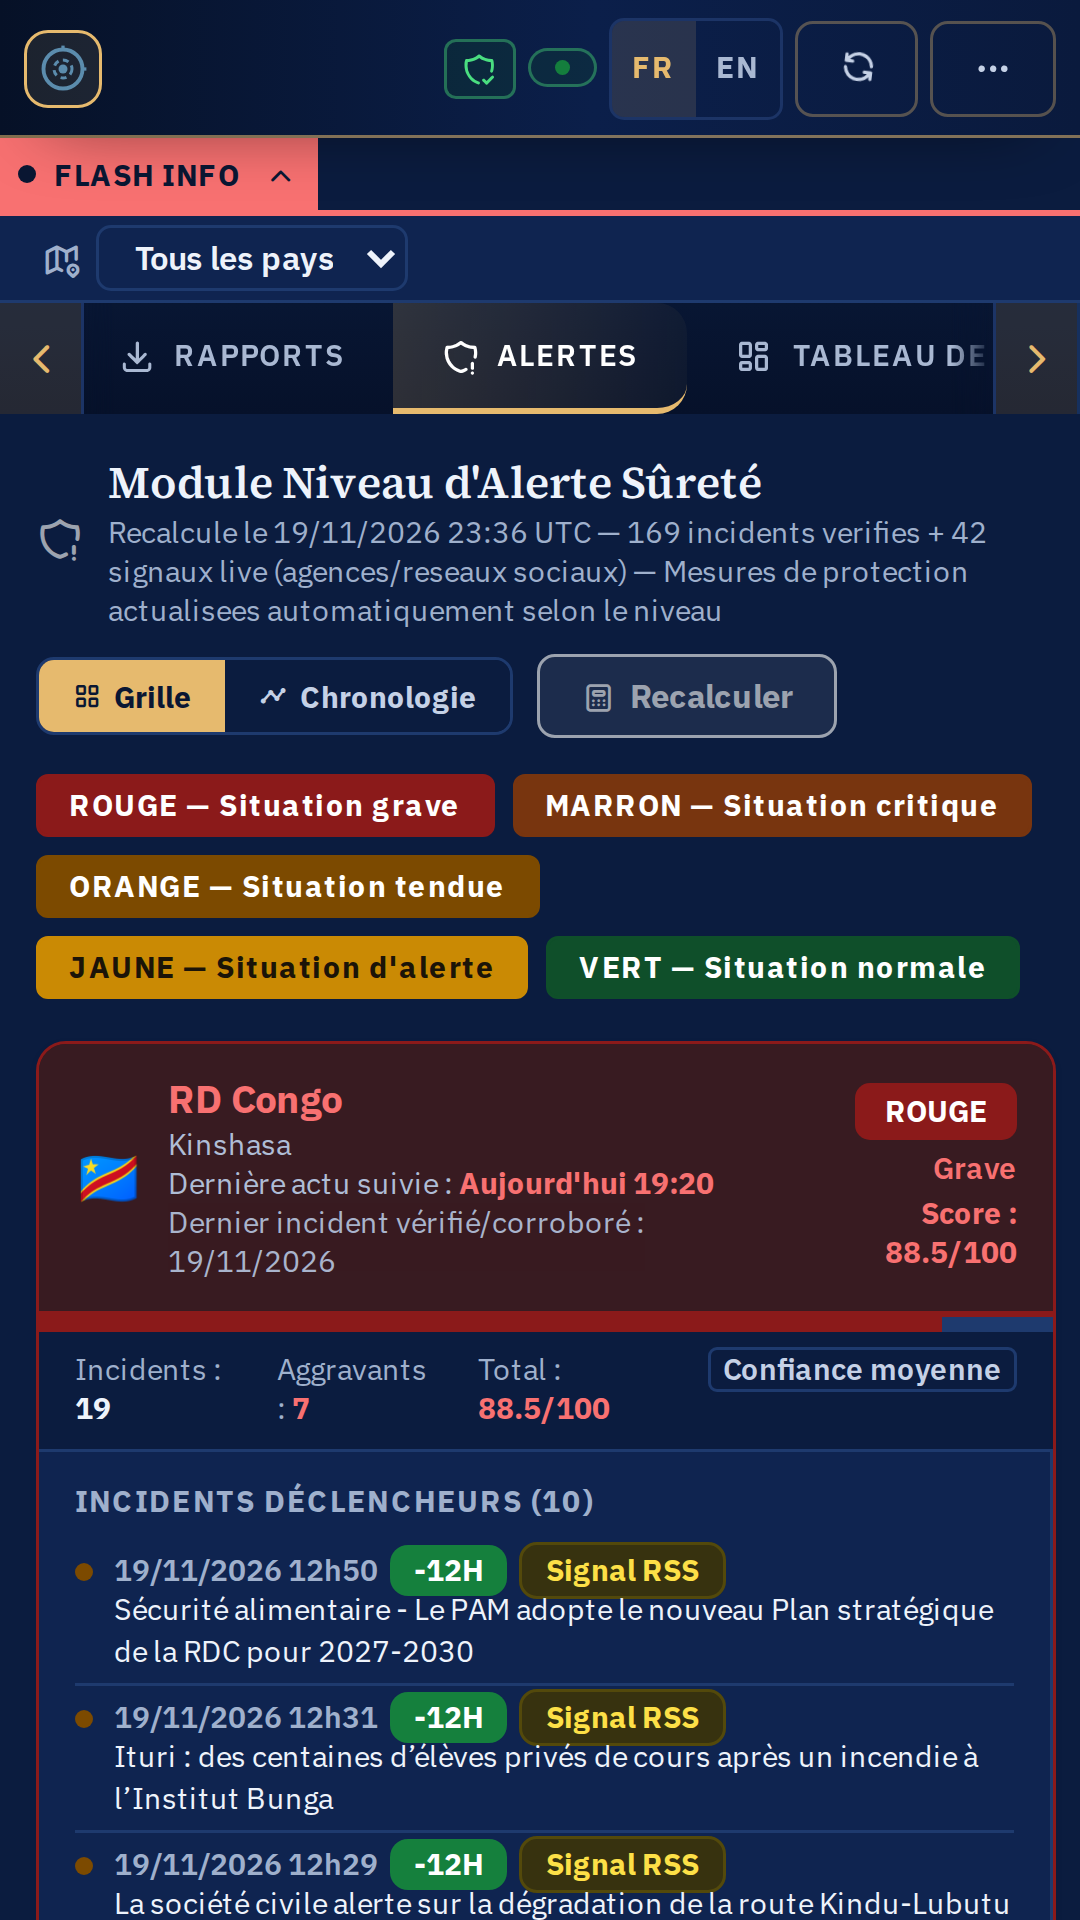 FR EN
FLASH INFO
Tous les pays
RAPPORTS ALERTES TABLEAU DE
Module Niveau d'Alerte Sûreté
Recalcule le 19/11/2026 23:36 UTC — 169 incidents verifies + 42
signaux live (agences/reseaux sociaux) — Mesures de protection
actualisees automatiquement selon le niveau
Grille Chronologie Recalculer
ROUGE — Situation grave MARRON — Situation critique
ORANGE — Situation tendue
JAUNE — Situation d'alerte VERT — Situation normale
RD Congo
Kinshasa
Dernière actu suivie : Aujourd'hui 19:20
Dernier incident vérifié/corroboré :
19/11/2026
ROUGE
Grave
Score :
88.5/100
Incidents :
19
Aggravants
: 7
Total :
88.5/100
Confiance moyenne
INCIDENTS DÉCLENCHEURS (10)
19/11/2026 12h50 -12H Signal RSS
Sécurité alimentaire - Le PAM adopte le nouveau Plan stratégique
de la RDC pour 2027-2030
19/11/2026 12h31 -12H Signal RSS
Ituri : des centaines d’élèves privés de cours après un incendie à
l’Institut Bunga
19/11/2026 12h29 -12H Signal RSS
La société civile alerte sur la dégradation de la route Kindu-Lubutu